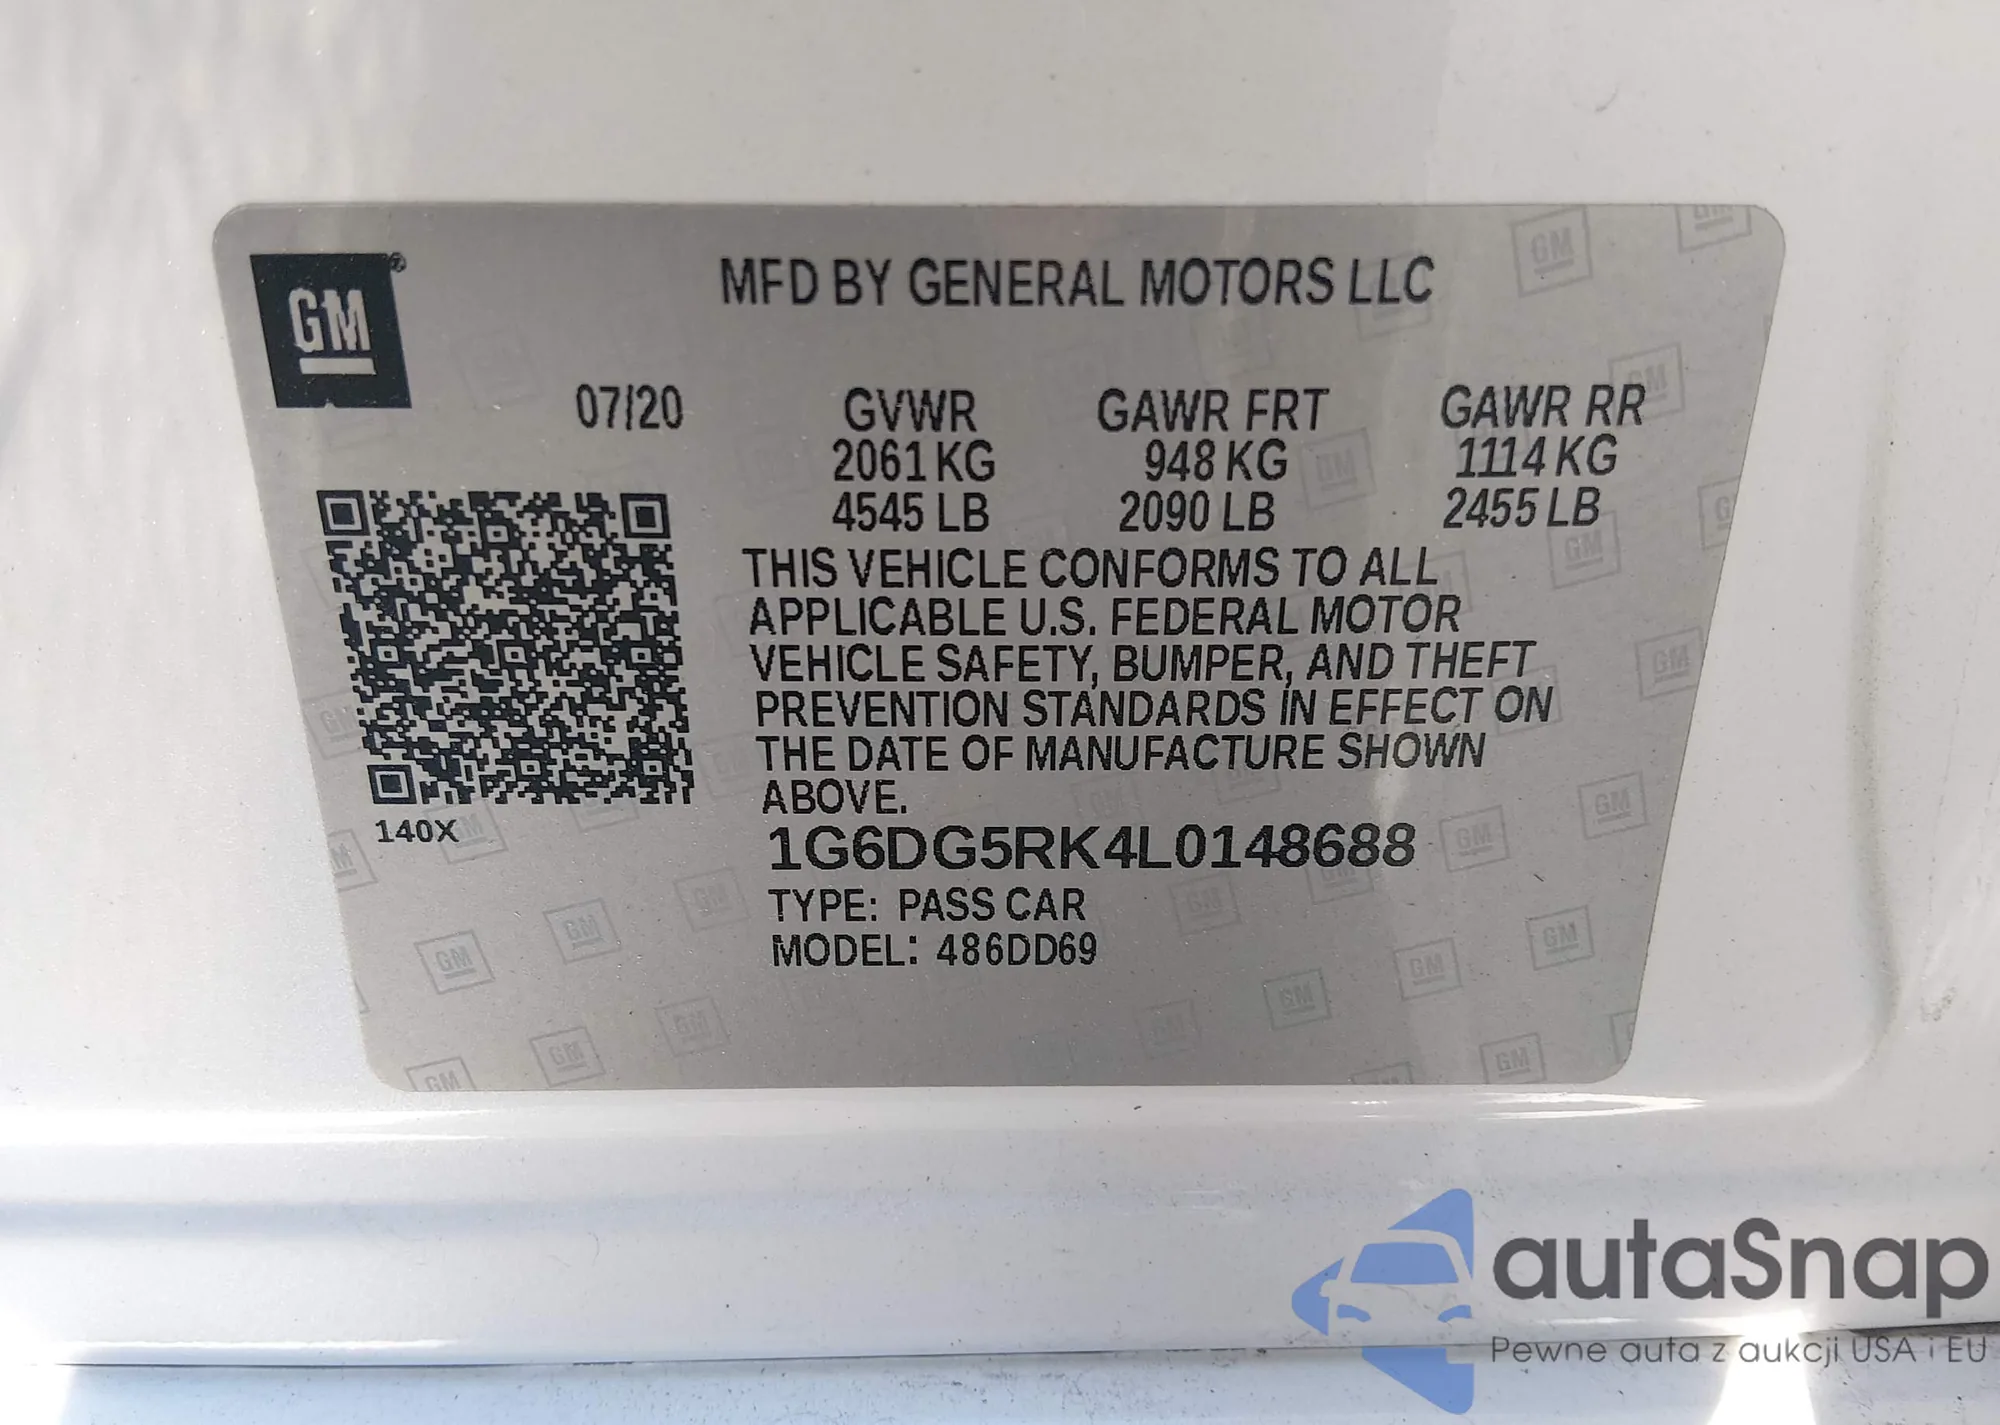 GM
MFD BY GENERAL MOTORS LLC
07/20 GVWR GAWR FRT GAWR RR
2061 KG 948 KG 1114 KG
4545 LB 2090 LB 2455 LB
THIS VEHICLE CONFORMS TO ALL
APPLICABLE U.S. FEDERAL MOTOR
VEHICLE SAFETY, BUMPER, AND THEFT
PREVENTION STANDARDS IN EFFECT ON
THE DATE OF MANUFACTURE SHOWN
ABOVE.
140X
1G6DG5RK4L0148688
TYPE: PASS CAR
MODEL: 486DD69
autaSnap
Pewne auta z aukcji USA i EU